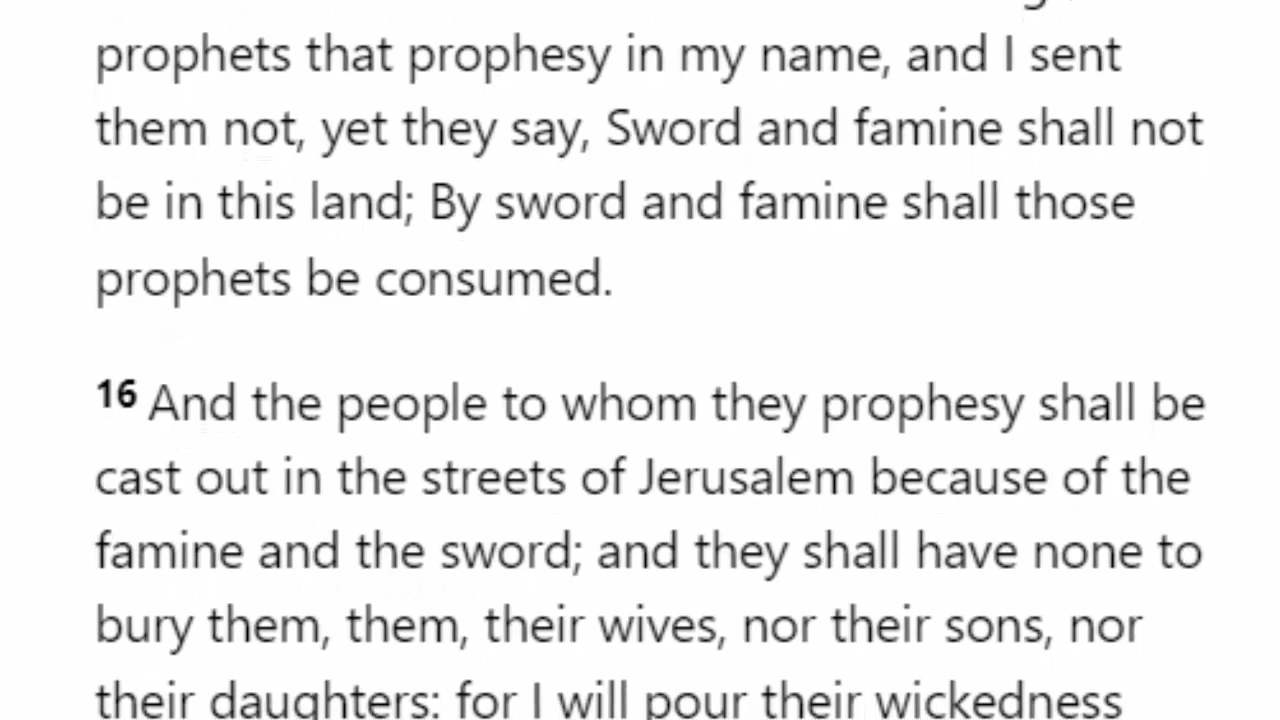 prophets that prophesy in my name, and I sent
them not, yet they say, Sword and famine shall not
be in this land; By sword and famine shall those
prophets be consumed.
16 And the people to whom they prophesy shall be
cast out in the streets of Jerusalem because of the
famine and the sword; and they shall have none to
bury them, them, their wives, nor their sons, nor
their daughters: for I will pour their wickedness